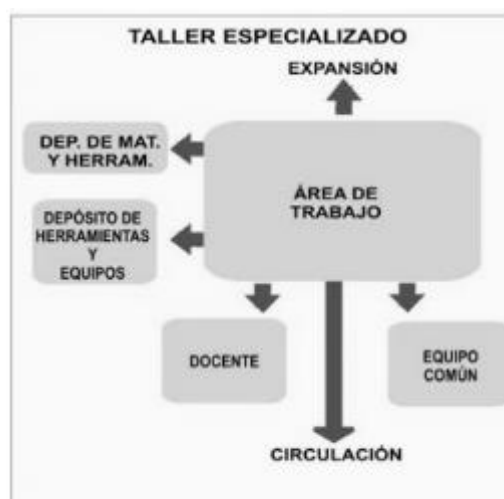 TALLER ESPECIALIZADO
EXPANSIÓN
DEP. DE MAT.
Y HERRAM.
ÁREA DE
TRABAJO
DEPÓSITO DE
HERRAMIENTAS
Y
EQUIPOS
DOCENTE
EQUIPO
COMÚN
CIRCULACIÓN